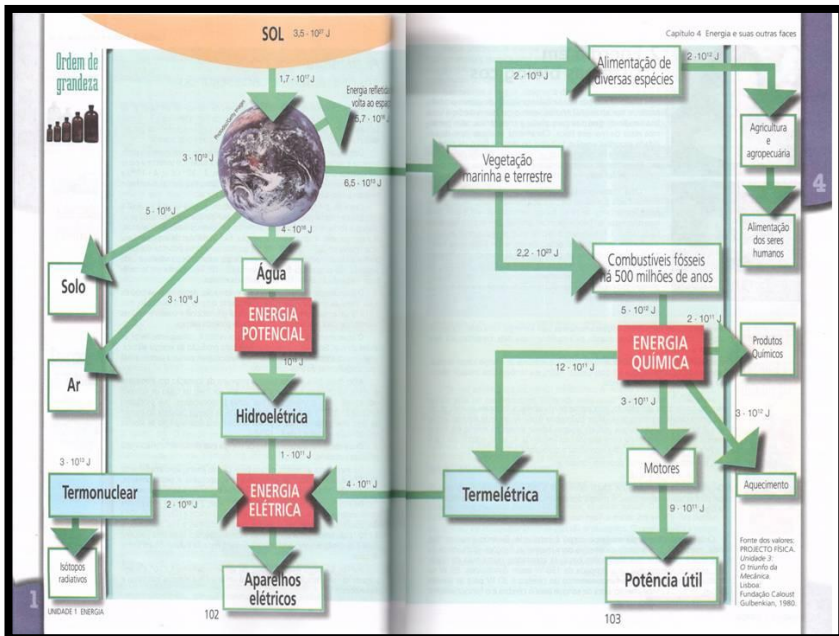 SOL 3,5 · 10²⁷ J
Ordem de
grandeza
1,7 · 10¹⁷ J
Energia refletida
volta ao espaço
5,7 · 10¹⁶ J
3 · 10¹³ J
6,5 · 10¹³ J
5 · 10¹⁶ J
4 · 10¹⁶ J
Solo
Água
ENERGIA
POTENCIAL
3 · 10¹⁶ J
Ar
10¹⁵ J
Hidroelétrica
3 · 10¹² J
1 · 10¹¹ J
Termonuclear
2 · 10¹⁰ J
ENERGIA
ELÉTRICA
4 · 10¹¹ J
Isótopos
radiativos
Aparelhos
elétricos
1
UNIDADE 1 ENERGIA
102
Capítulo 4 Energia e suas outras faces
2 · 10¹³ J
Alimentação de
diversas espécies
2 · 10¹² J
Agricultura
e
agropecuária
4
Vegetação
marinha e terrestre
Alimentação
dos seres
humanos
2,2 · 10²³ J
Combustíveis fósseis
há 500 milhões de anos
5 · 10¹² J
2 · 10¹¹ J
ENERGIA
QUÍMICA
Produtos
Químicos
12 · 10¹¹ J
3 · 10¹¹ J
3 · 10¹² J
Motores
Aquecimento
Termelétrica
9 · 10¹¹ J
Potência útil
Fonte dos valores:
PROJECTO FÍSICA.
Unidade 3:
O triunfo da
Mecânica.
Lisboa:
Fundação Caloust
Gulbenkian, 1980.
103